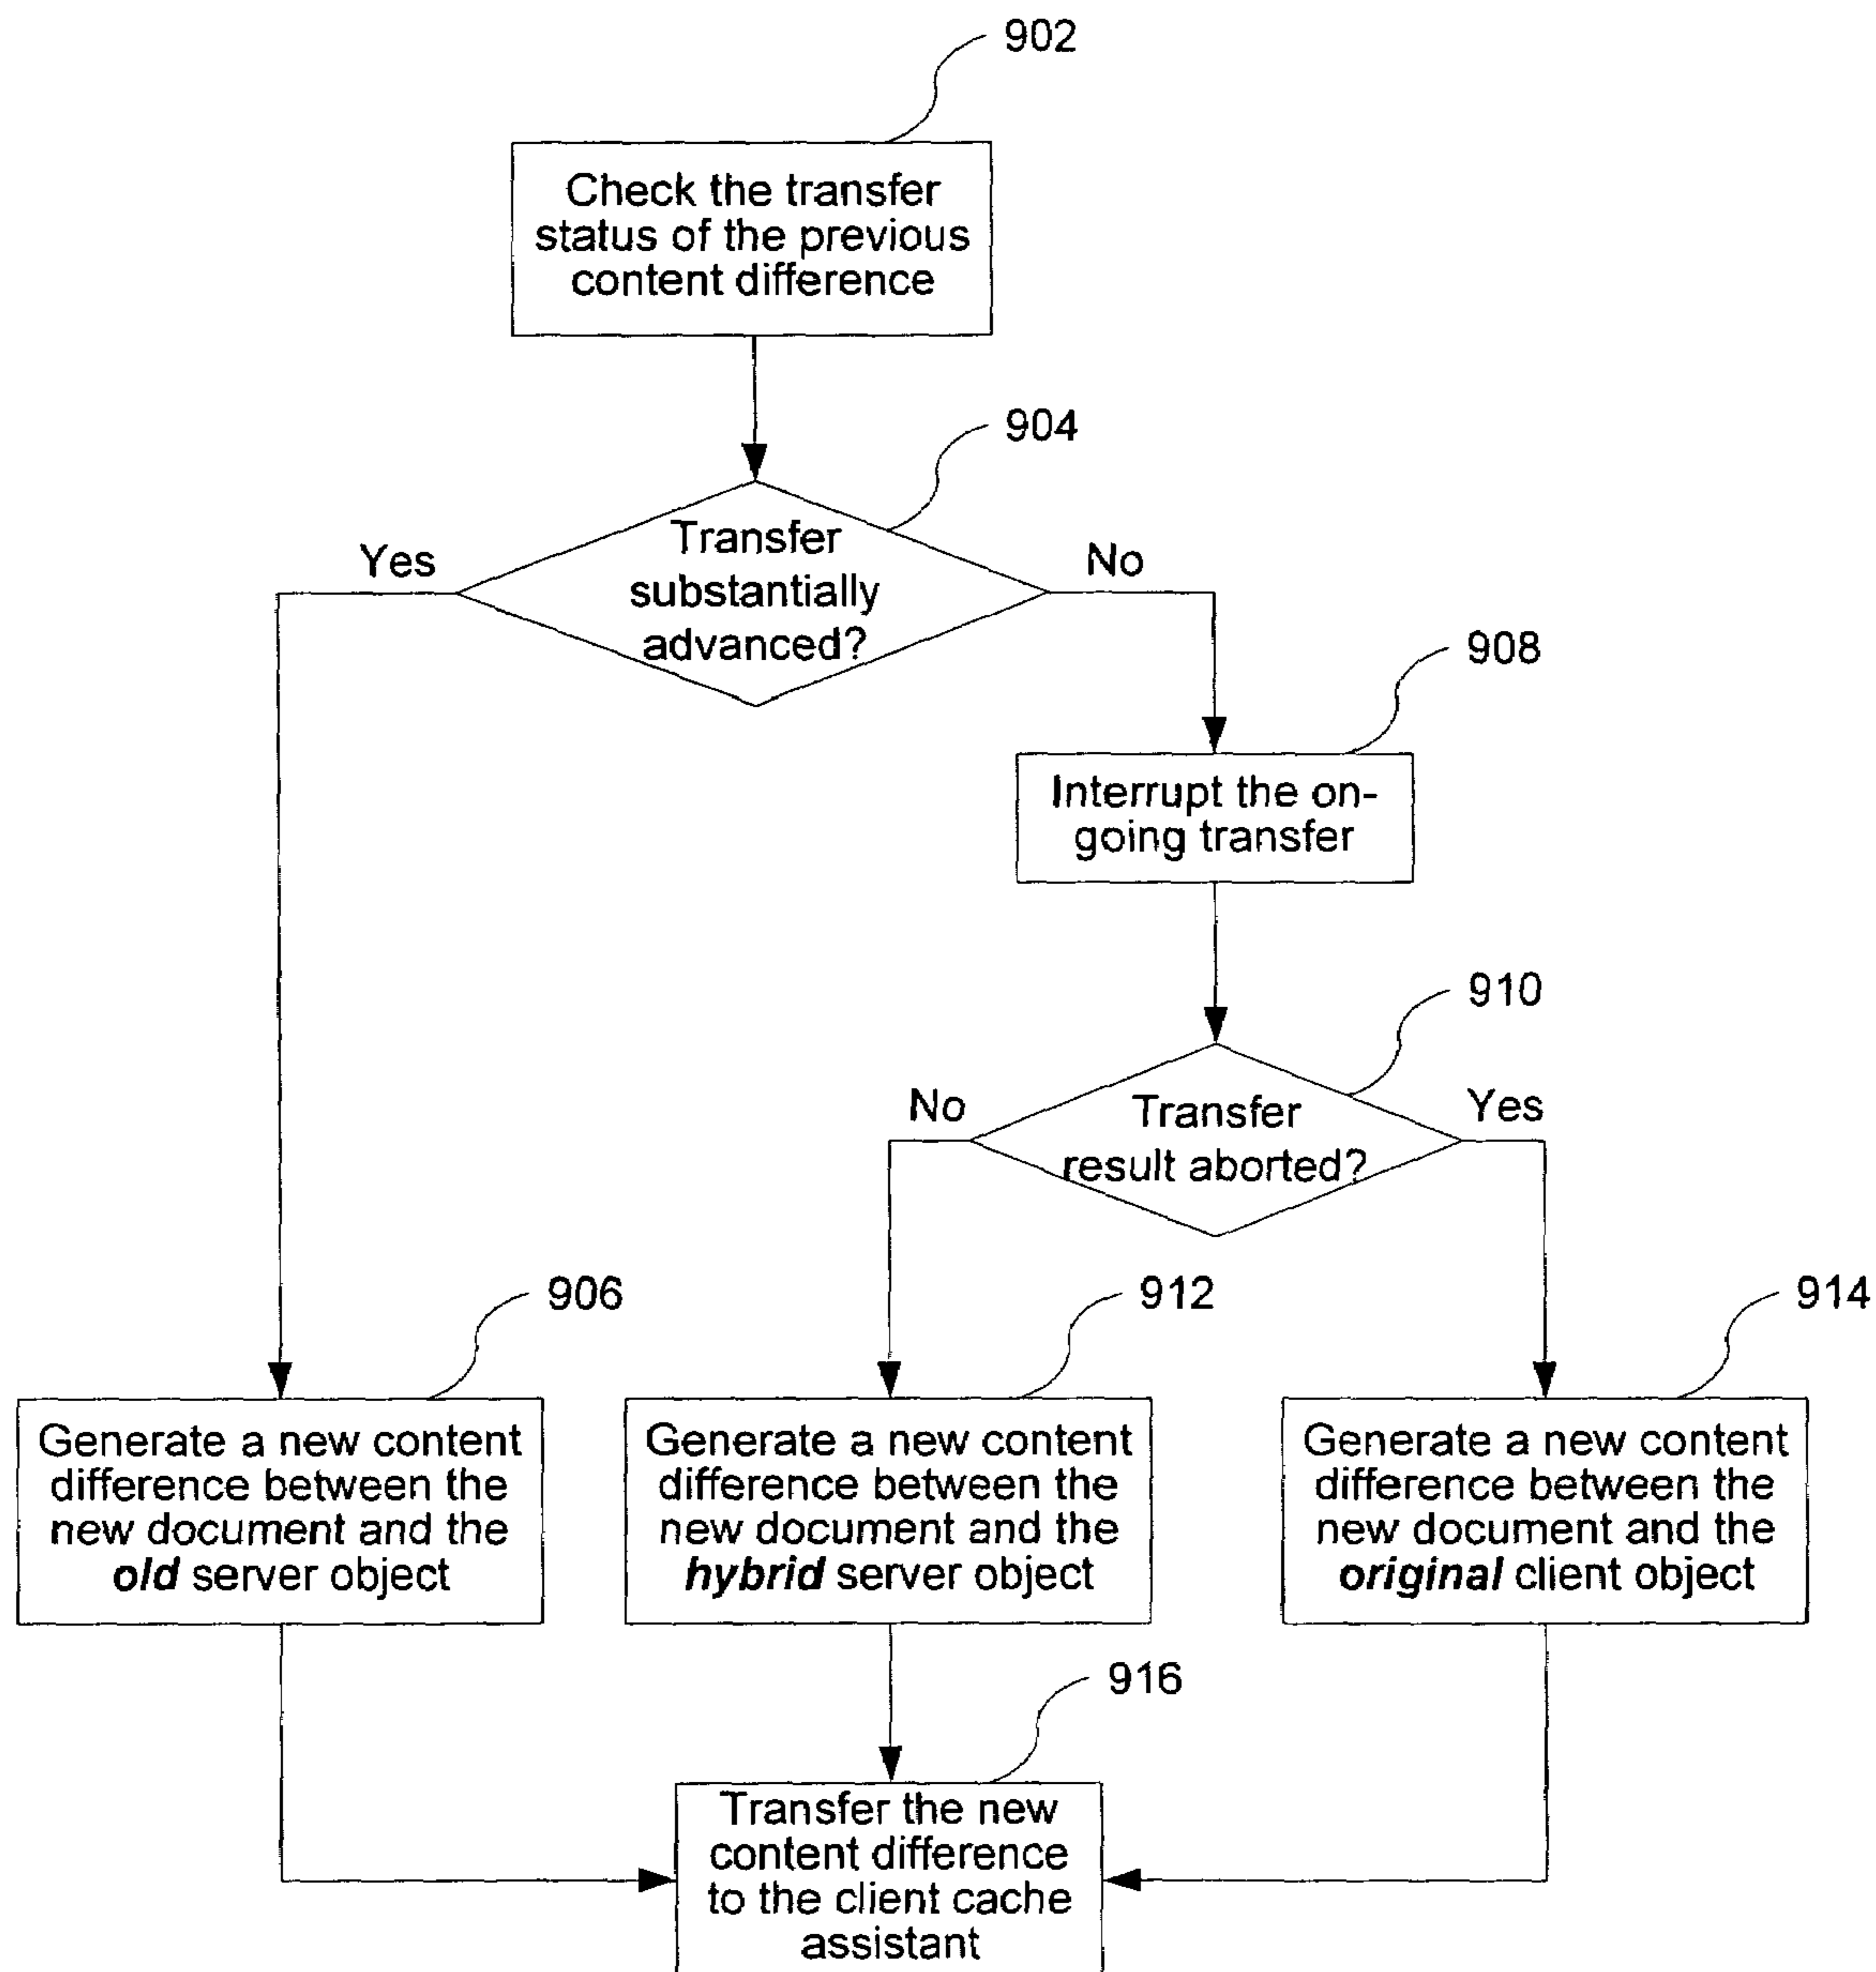 902
Check the transfer
status of the previous
content difference
904
Transfer
substantially
advanced?
Yes
No
908
Interrupt the on-
going transfer
910
Transfer
result aborted?
No
Yes
906
Generate a new content
difference between the
new document and the
old server object
912
Generate a new content
difference between the
new document and the
hybrid server object
914
Generate a new content
difference between the
new document and the
original client object
916
Transfer the new
content difference
to the client cache
assistant